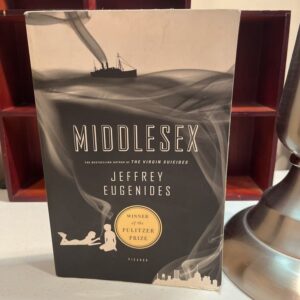 MIDDLESEX
THE BESTSELLING AUTHOR OF THE VIRGIN SUICIDES
JEFFREY
EUGENIDES
WINNER
of the
PULITZER
PRIZE
PICADOR